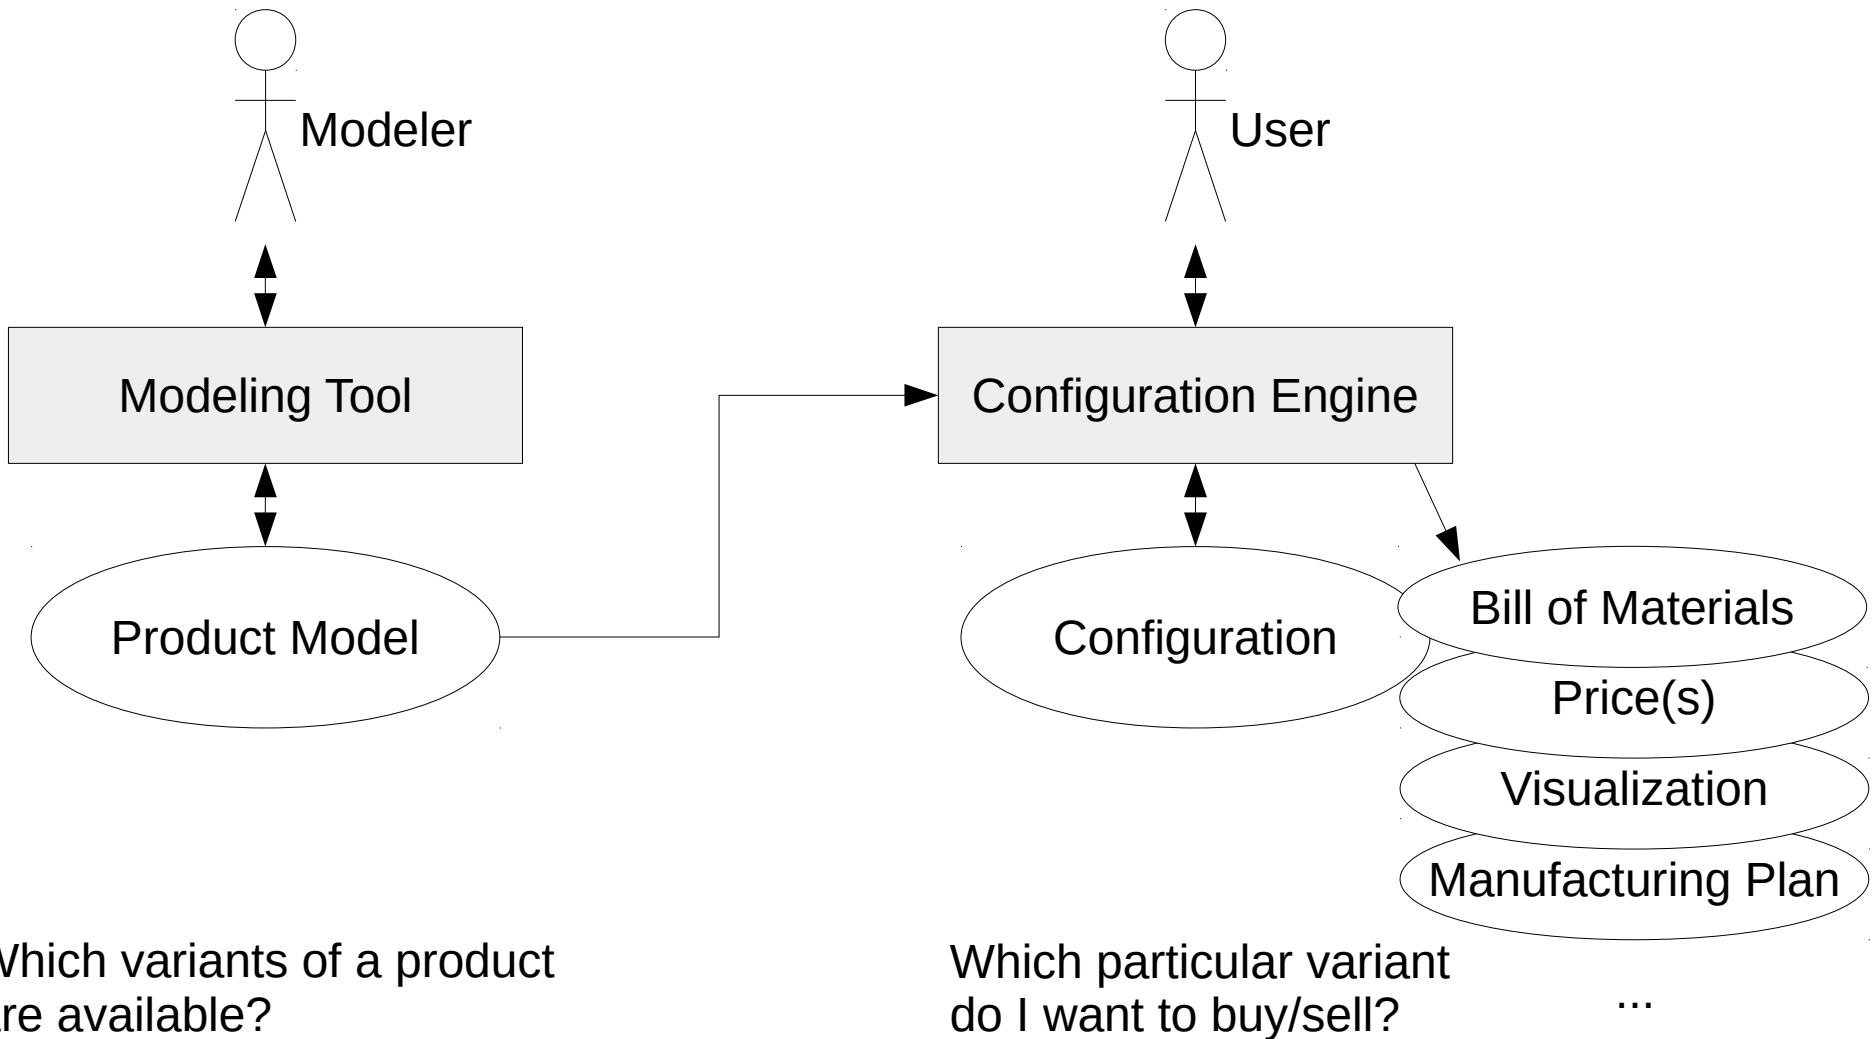 Modeler
User
Modeling Tool
Configuration Engine
Product Model
Configuration
Bill of Materials
Price(s)
Visualization
Manufacturing Plan
Which variants of a product
are available?
Which particular variant
do I want to buy/sell?
...